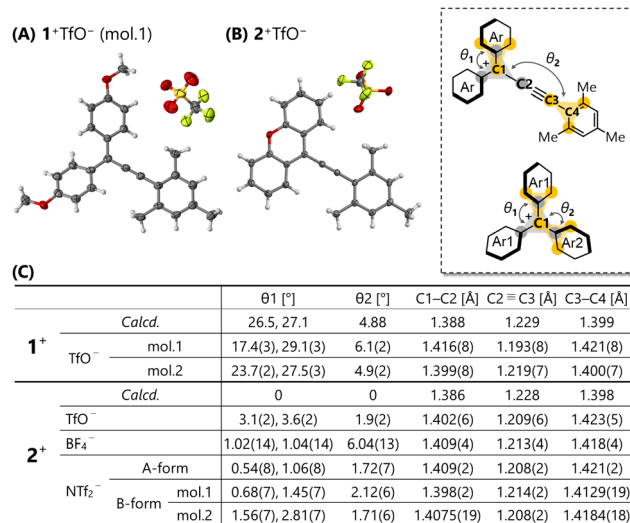 (A) 1⁺TfO⁻ (mol.1)
(B) 2⁺TfO⁻
Ar
θ₁
+
C1
θ₂
Ar
C2
C3
C4
Me
Me
Me
Ar1
θ₁
θ₂
+
C1
Ar1
Ar2
(C)
θ1 [°] θ2 [°] C1–C2 [Å] C2≡C3 [Å] C3–C4 [Å]
1⁺ Calcd. 26.5, 27.1 4.88 1.388 1.229 1.399
TfO⁻ mol.1 17.4(3), 29.1(3) 6.1(2) 1.416(8) 1.193(8) 1.421(8)
mol.2 23.7(2), 27.5(3) 4.9(2) 1.399(8) 1.219(7) 1.400(7)
2⁺ Calcd. 0 0 1.386 1.228 1.398
TfO⁻ 3.1(2), 3.6(2) 1.9(2) 1.402(6) 1.209(6) 1.423(5)
BF₄⁻ 1.02(14), 1.04(14) 6.04(13) 1.409(4) 1.213(4) 1.418(4)
NTf₂⁻ A-form 0.54(8), 1.06(8) 1.72(7) 1.409(2) 1.208(2) 1.421(2)
B-form mol.1 0.68(7), 1.45(7) 2.12(6) 1.398(2) 1.214(2) 1.4129(19)
mol.2 1.56(7), 2.81(7) 1.71(6) 1.4075(19) 1.208(2) 1.4184(18)